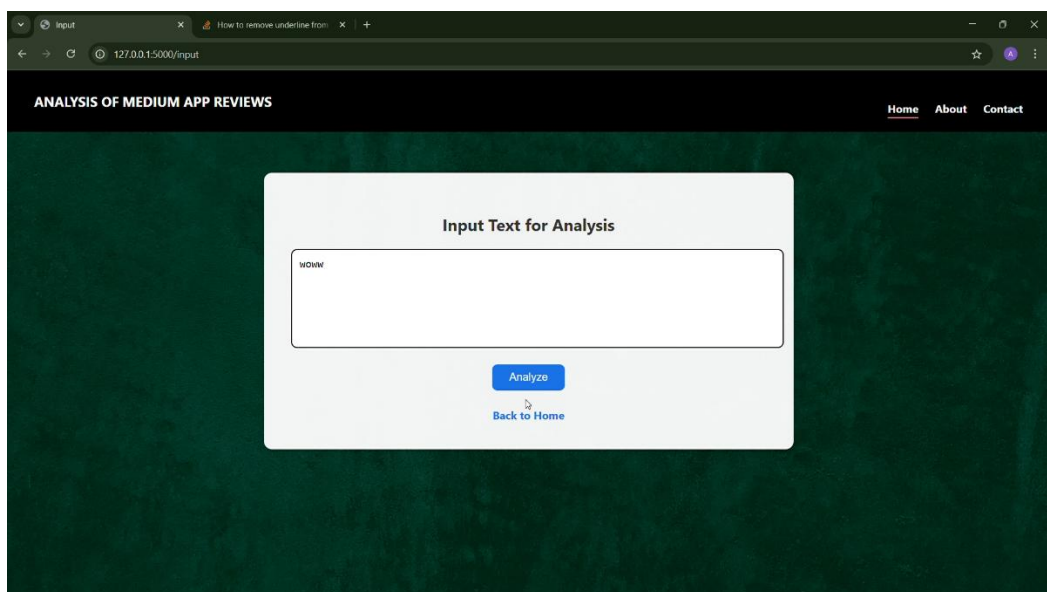 Input
How to remove underline from
127.0.0.1:5000/input
A
ANALYSIS OF MEDIUM APP REVIEWS
Home About Contact
Input Text for Analysis
woww
Analyze
Back to Home